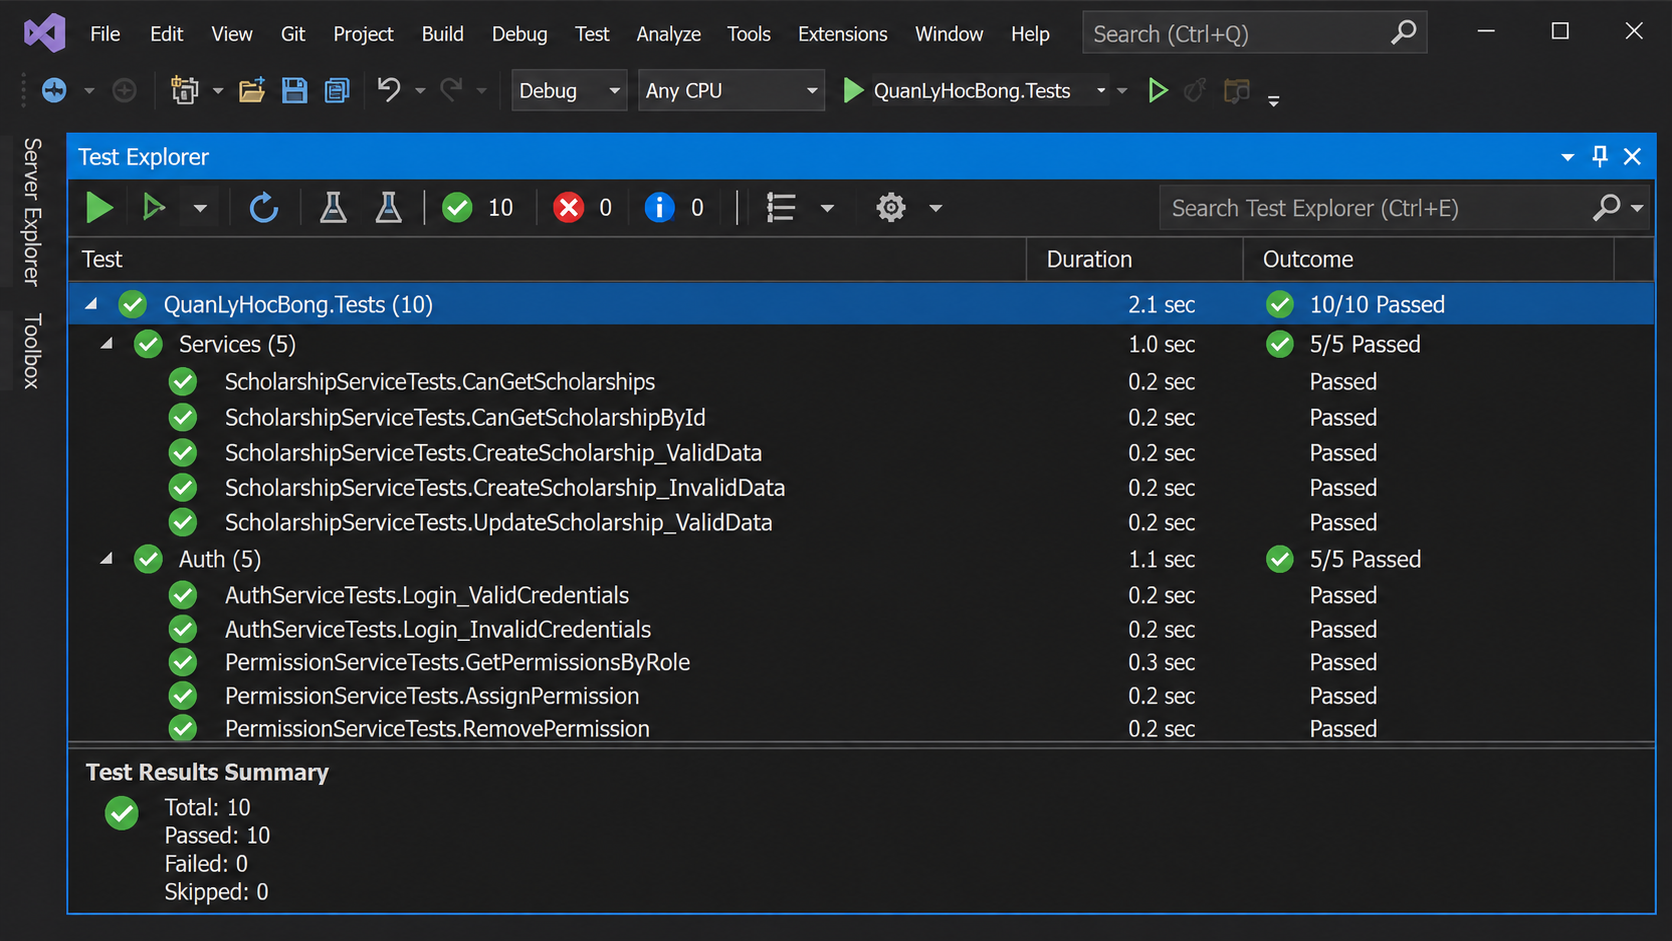 File Edit View Git Project Build Debug Test Analyze Tools Extensions Window Help Search (Ctrl+Q)
Debug Any CPU QuanLyHocBong.Tests
Server Explorer
Toolbox
Test Explorer
10 0 0 Search Test Explorer (Ctrl+E)
Test Duration Outcome
QuanLyHocBong.Tests (10) 2.1 sec 10/10 Passed
Services (5) 1.0 sec 5/5 Passed
ScholarshipServiceTests.CanGetScholarships 0.2 sec Passed
ScholarshipServiceTests.CanGetScholarshipById 0.2 sec Passed
ScholarshipServiceTests.CreateScholarship_ValidData 0.2 sec Passed
ScholarshipServiceTests.CreateScholarship_InvalidData 0.2 sec Passed
ScholarshipServiceTests.UpdateScholarship_ValidData 0.2 sec Passed
Auth (5) 1.1 sec 5/5 Passed
AuthServiceTests.Login_ValidCredentials 0.2 sec Passed
AuthServiceTests.Login_InvalidCredentials 0.2 sec Passed
PermissionServiceTests.GetPermissionsByRole 0.3 sec Passed
PermissionServiceTests.AssignPermission 0.2 sec Passed
PermissionServiceTests.RemovePermission 0.2 sec Passed
Test Results Summary
Total: 10
Passed: 10
Failed: 0
Skipped: 0